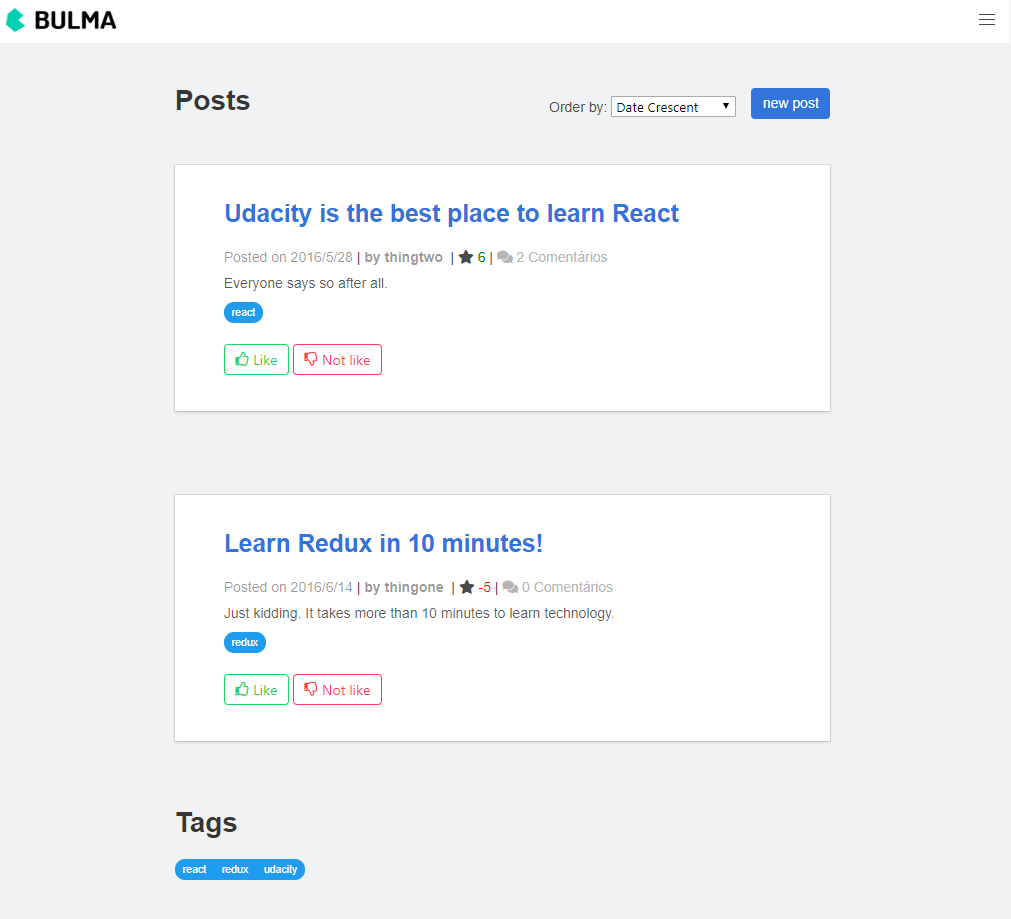 BULMA
Posts
Order by: Date Crescent
new post
Udacity is the best place to learn React
Posted on 2016/5/28 | by thingtwo | 6 | 2 Comentários
Everyone says so after all.
react
Like Not like
Learn Redux in 10 minutes!
Posted on 2016/6/14 | by thingone | -5 | 0 Comentários
Just kidding. It takes more than 10 minutes to learn technology.
redux
Like Not like
Tags
react redux udacity